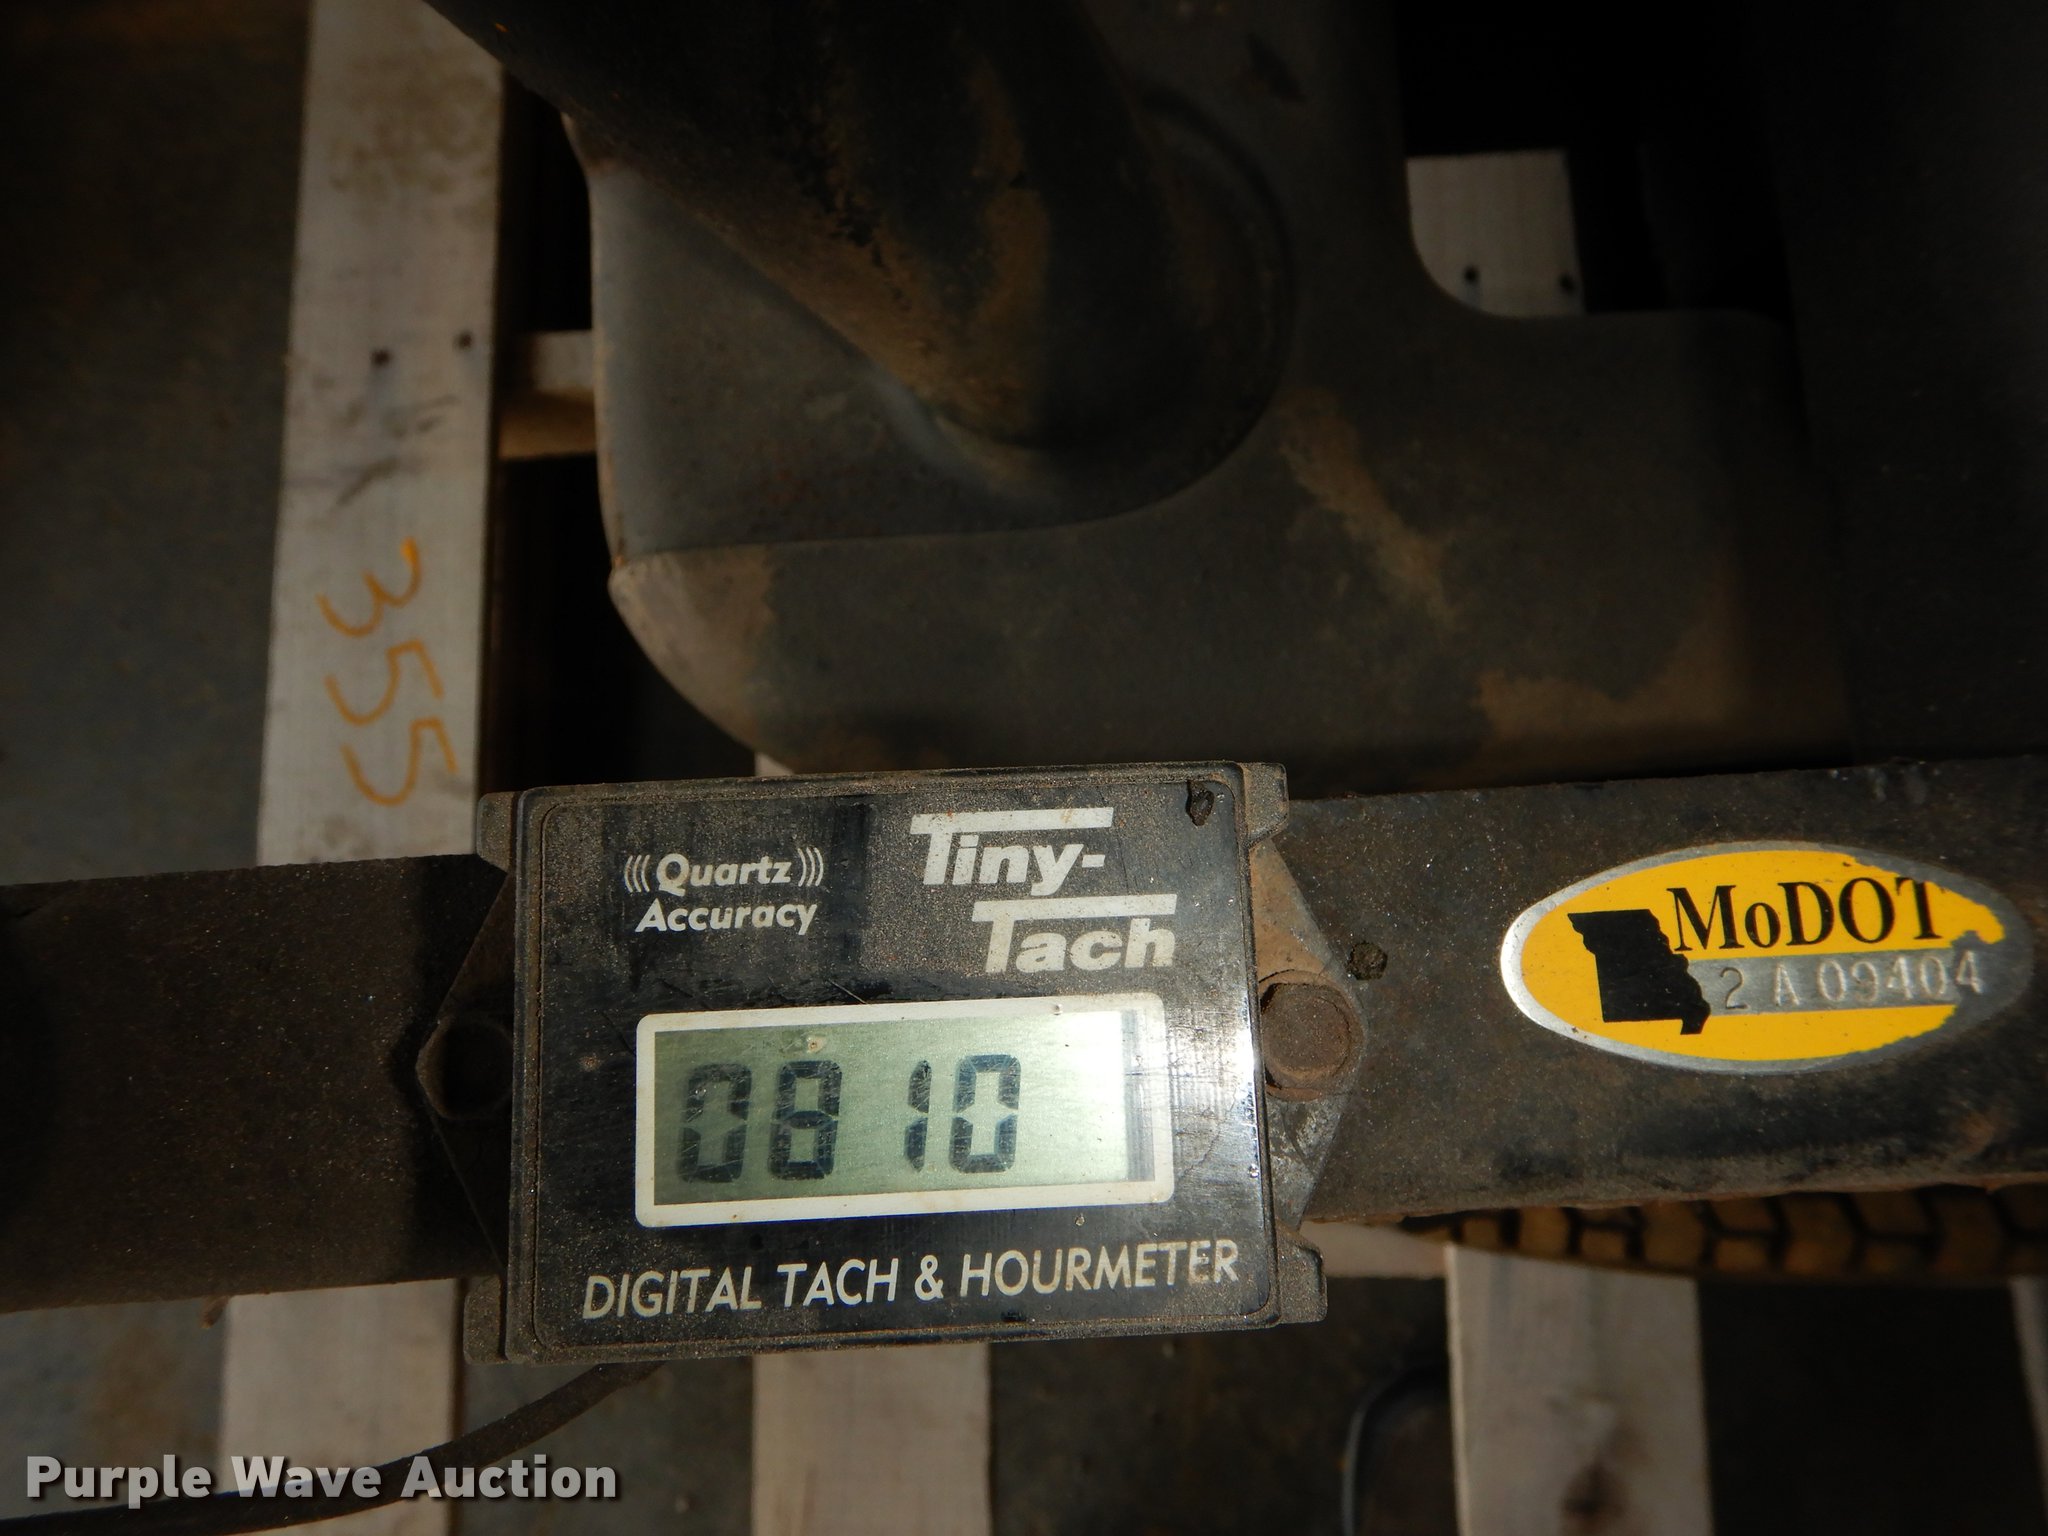 355
(((Quartz)))
Accuracy
Tiny-
Tach
0810
DIGITAL TACH & HOURMETER
MoDOT
2 A 09404
Purple Wave Auction